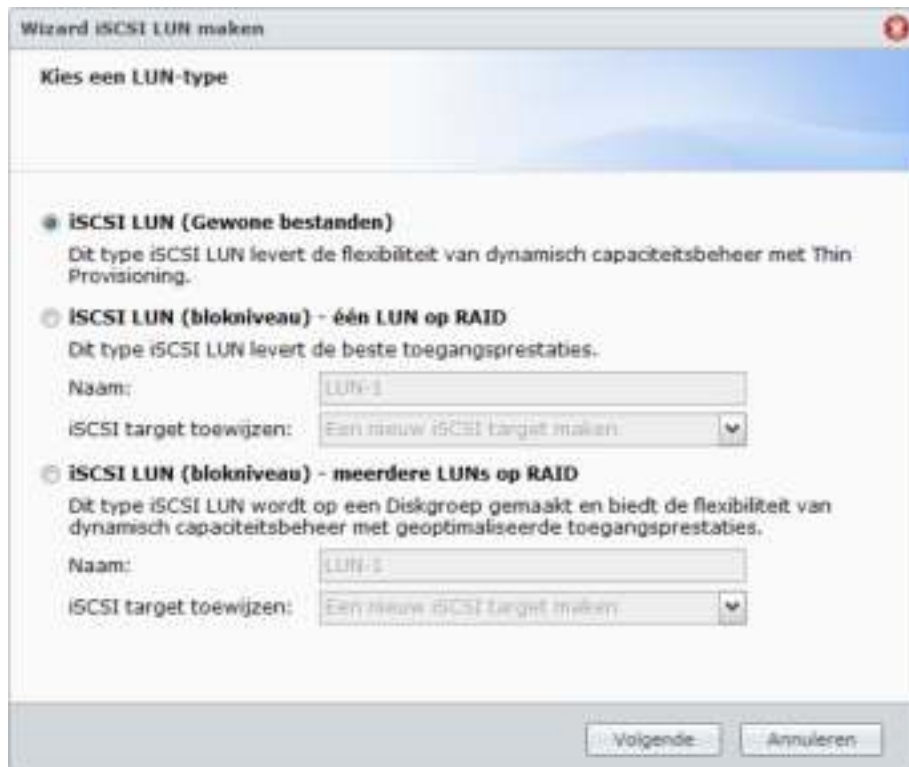 Wizard iSCSI LUN maken
Kies een LUN-type
iSCSI LUN (Gewone bestanden)
Dit type iSCSI LUN levert de flexibiliteit van dynamisch capaciteitsbeheer met Thin
Provisioning.
iSCSI LUN (blokniveau) - één LUN op RAID
Dit type iSCSI LUN levert de beste toegangsprestaties.
Naam: LUN-1
iSCSI target toewijzen: Een nieuw iSCSI target maken
iSCSI LUN (blokniveau) - meerdere LUNs op RAID
Dit type iSCSI LUN wordt op een Diskgroep gemaakt en biedt de flexibiliteit van
dynamisch capaciteitsbeheer met geoptimaliseerde toegangsprestaties.
Naam: LUN-1
iSCSI target toewijzen: Een nieuw iSCSI target maken
Volgende Annuleren